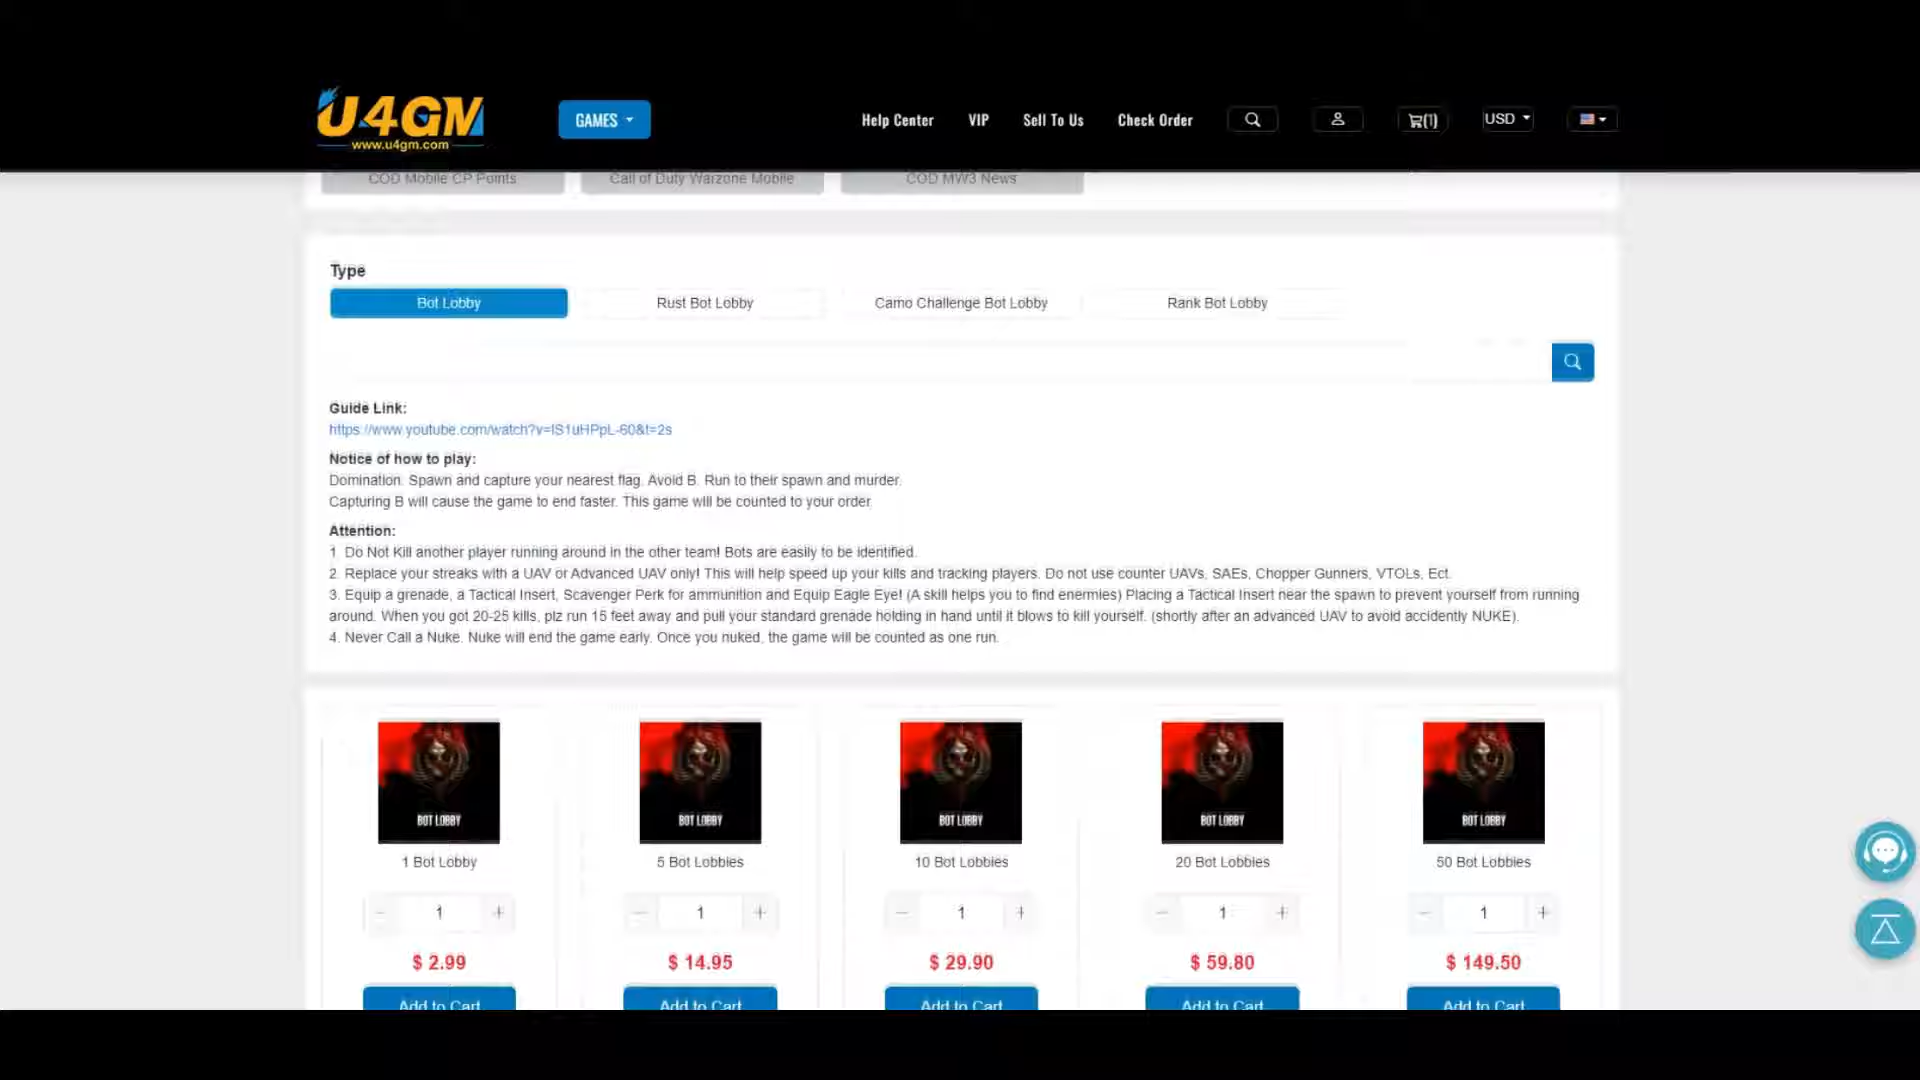 U4GM
www.u4gm.com
GAMES
Help Center
VIP
Sell To Us
Check Order
(1)
USD
COD Mobile CP Points
Call of Duty Warzone Mobile
COD MW3 News
Type
Bot Lobby
Rust Bot Lobby
Camo Challenge Bot Lobby
Rank Bot Lobby
Guide Link:
https://www.youtube.com/watch?v=lS1uHPpL-60&t=2s
Notice of how to play:
Domination. Spawn and capture your nearest flag. Avoid B. Run to their spawn and murder.
Capturing B will cause the game to end faster. This game will be counted to your order.
Attention:
1. Do Not Kill another player running around in the other team! Bots are easily to be identified.
2. Replace your streaks with a UAV or Advanced UAV only! This will help speed up your kills and tracking players. Do not use counter UAVs, SAEs, Chopper Gunners, VTOLs, Ect.
3. Equip a grenade, a Tactical Insert, Scavenger Perk for ammunition and Equip Eagle Eye! (A skill helps you to find enermies) Placing a Tactical Insert near the spawn to prevent yourself from running
around. When you got 20-25 kills, plz run 15 feet away and pull your standard grenade holding in hand until it blows to kill yourself. (shortly after an advanced UAV to avoid accidently NUKE).
4. Never Call a Nuke. Nuke will end the game early. Once you nuked, the game will be counted as one run.
BOT LOBBY
BOT LOBBY
BOT LOBBY
BOT LOBBY
BOT LOBBY
1 Bot Lobby
5 Bot Lobbies
10 Bot Lobbies
20 Bot Lobbies
50 Bot Lobbies
− 1 +
− 1 +
− 1 +
− 1 +
− 1 +
$ 2.99
$ 14.95
$ 29.90
$ 59.80
$ 149.50
Add to Cart
Add to Cart
Add to Cart
Add to Cart
Add to Cart